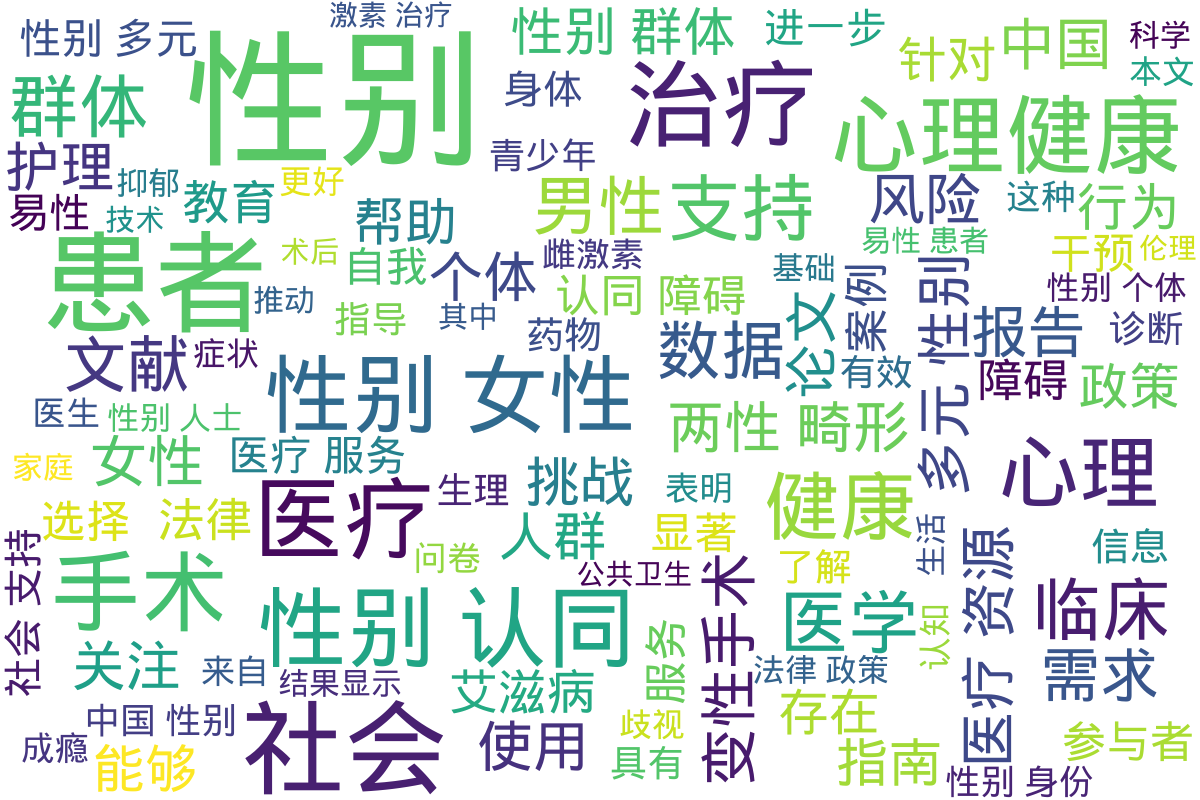 激素 治疗
性别 多元
性别
性别 群体
进一步
针对
中国
科学
本文
群体
身体
治疗
心理健康
护理
抑郁
更好
青少年
易性
技术
教育
帮助
男性
支持
风险
这种
行为
患者
术后
自我
个体
雌激素
易性 患者
干预
伦理
推动
指导
其中
认同 障碍
基础
论文
案例
多元 性别
性别 个体
文献
症状
药物
数据
有效
报告
诊断
障碍
政策
医生
性别 人士
性别 女性
两性 畸形
家庭
女性
医疗 服务
医疗
生理
挑战
表明
健康
心理
选择
法律
人群
显著
生活
医疗 资源
信息
社会 支持
手术
问卷
公共卫生
变性手术
了解
临床
性别 认同
医学
认知
关注
来自
结果显示
艾滋病
服务
法律 政策
需求
中国 性别
社会
使用
歧视
存在
成瘾
能够
具有
指南
性别 身份
参与者